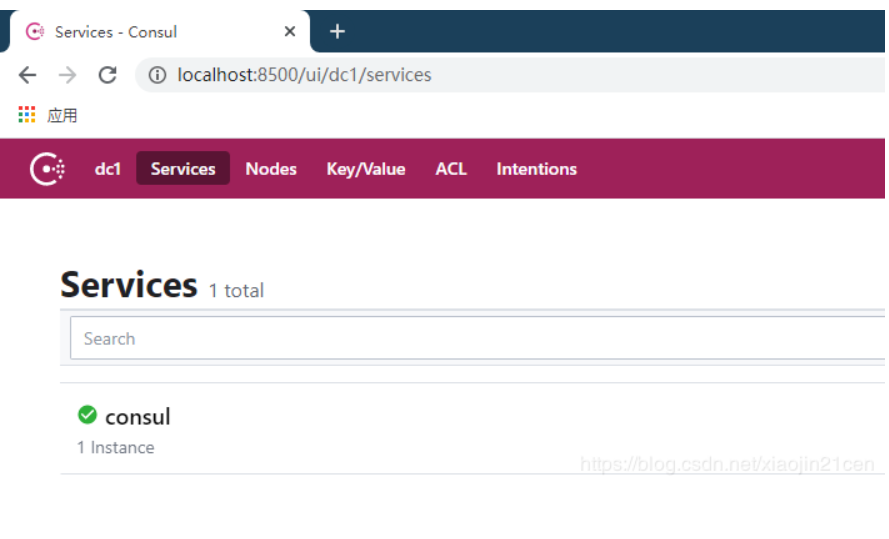 Services - Consul
localhost:8500/ui/dc1/services
应用
dc1 Services Nodes Key/Value ACL Intentions
Services 1 total
Search
consul
1 Instance
https://blog.csdn.net/xiaojin21cen